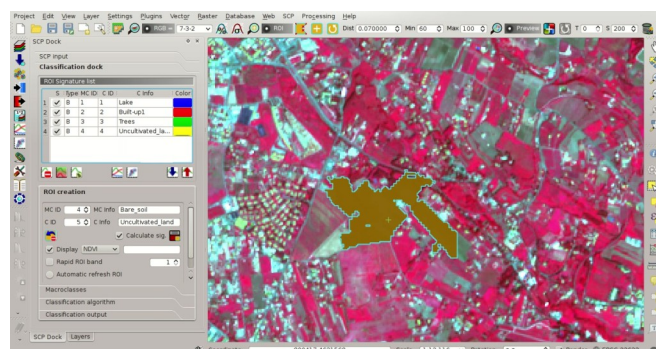 Project Edit View Layer Settings Plugins Vector Raster Database Web SCP Processing Help
RGB = 7-3-2 ROI Dist 0.070000 Min 60 Max 100 Preview T 0 S 200
SCP Dock
SCP input
Classification dock
ROI Signature list
S Type MC ID C ID C Info Color
1 B 1 1 Lake
2 B 2 2 Built-up1
3 B 3 3 Trees
4 B 4 4 Uncultivated_la...
ROI creation
MC ID 4 MC Info Bare_soil
C ID 5 C Info Uncultivated_land
Calculate sig.
Display NDVI
Rapid ROI band 1
Automatic refresh ROI
Macroclasses
Classification algorithm
Classification output
SCP Dock Layers